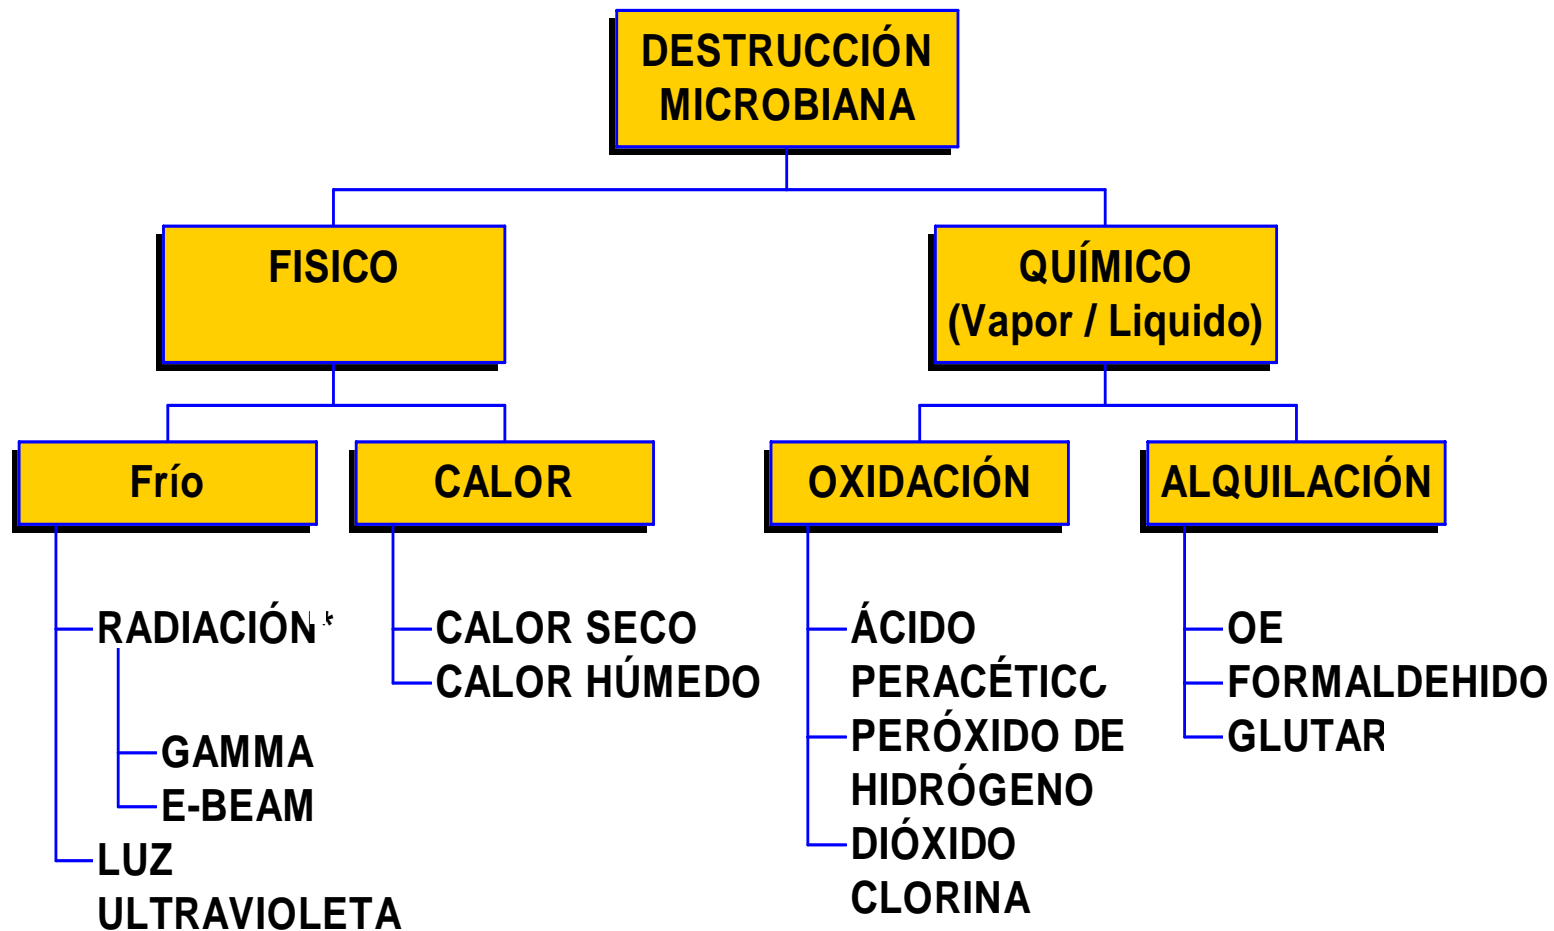 DESTRUCCIÓN
MICROBIANA
FISICO
QUÍMICO
(Vapor / Liquido)
Frío
CALOR
OXIDACIÓN
ALQUILACIÓN
RADIACIÓN*
GAMMA
E-BEAM
LUZ
ULTRAVIOLETA
CALOR SECO
CALOR HÚMEDO
ÁCIDO
PERACÉTICO
PERÓXIDO DE
HIDRÓGENO
DIÓXIDO
CLORINA
OE
FORMALDEHIDO
GLUTAR